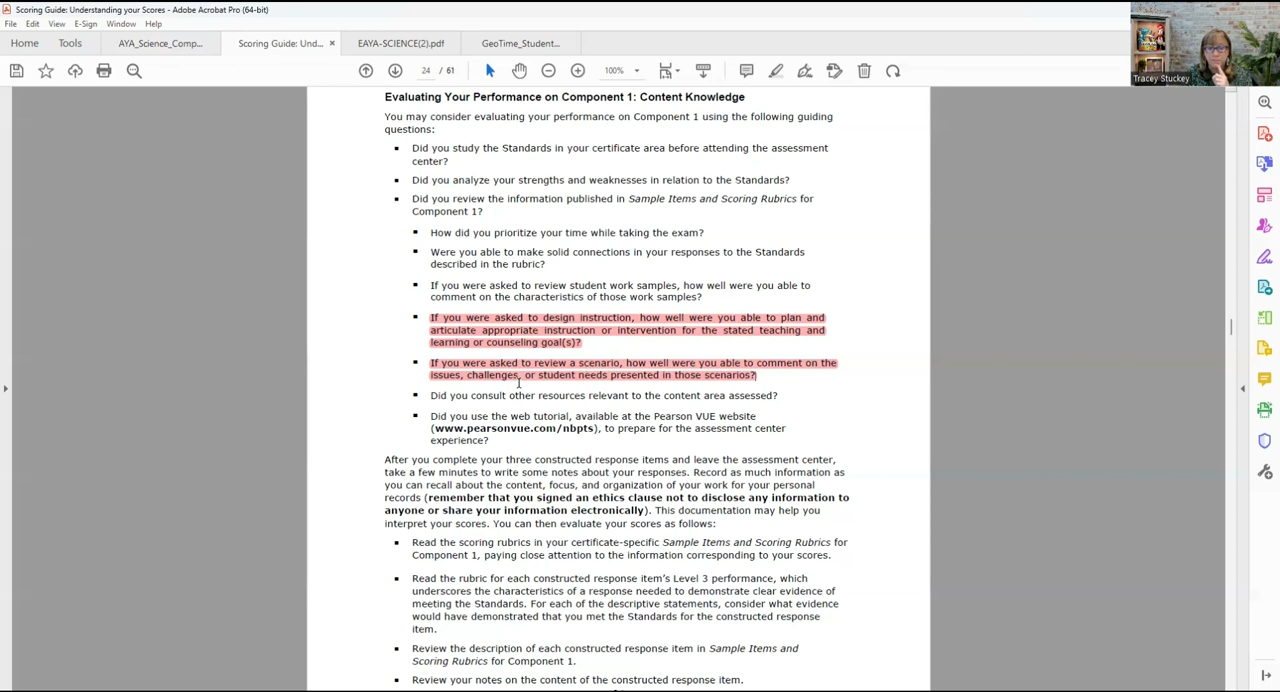 Scoring Guide: Understanding your Scores - Adobe Acrobat Pro (64-bit)
File Edit View E-Sign Window Help
Home Tools AYA_Science_Comp... Scoring Guide: Und... × EAYA-SCIENCE(2).pdf GeoTime_Student...
24 / 61 100%
Tracey Stuckey
Evaluating Your Performance on Component 1: Content Knowledge
You may consider evaluating your performance on Component 1 using the following guiding
questions:
▪ Did you study the Standards in your certificate area before attending the assessment
center?
▪ Did you analyze your strengths and weaknesses in relation to the Standards?
▪ Did you review the information published in Sample Items and Scoring Rubrics for
Component 1?
▪ How did you prioritize your time while taking the exam?
▪ Were you able to make solid connections in your responses to the Standards
described in the rubric?
▪ If you were asked to review student work samples, how well were you able to
comment on the characteristics of those work samples?
▪ If you were asked to design instruction, how well were you able to plan and
articulate appropriate instruction or intervention for the stated teaching and
learning or counseling goal(s)?
▪ If you were asked to review a scenario, how well were you able to comment on the
issues, challenges, or student needs presented in those scenarios?
▪ Did you consult other resources relevant to the content area assessed?
▪ Did you use the web tutorial, available at the Pearson VUE website
(www.pearsonvue.com/nbpts), to prepare for the assessment center
experience?
After you complete your three constructed response items and leave the assessment center,
take a few minutes to write some notes about your responses. Record as much information as
you can recall about the content, focus, and organization of your work for your personal
records (remember that you signed an ethics clause not to disclose any information to
anyone or share your information electronically). This documentation may help you
interpret your scores. You can then evaluate your scores as follows:
▪ Read the scoring rubrics in your certificate-specific Sample Items and Scoring Rubrics for
Component 1, paying close attention to the information corresponding to your scores.
▪ Read the rubric for each constructed response item's Level 3 performance, which
underscores the characteristics of a response needed to demonstrate clear evidence of
meeting the Standards. For each of the descriptive statements, consider what evidence
would have demonstrated that you met the Standards for the constructed response
item.
▪ Review the description of each constructed response item in Sample Items and
Scoring Rubrics for Component 1.
▪ Review your notes on the content of the constructed response item.